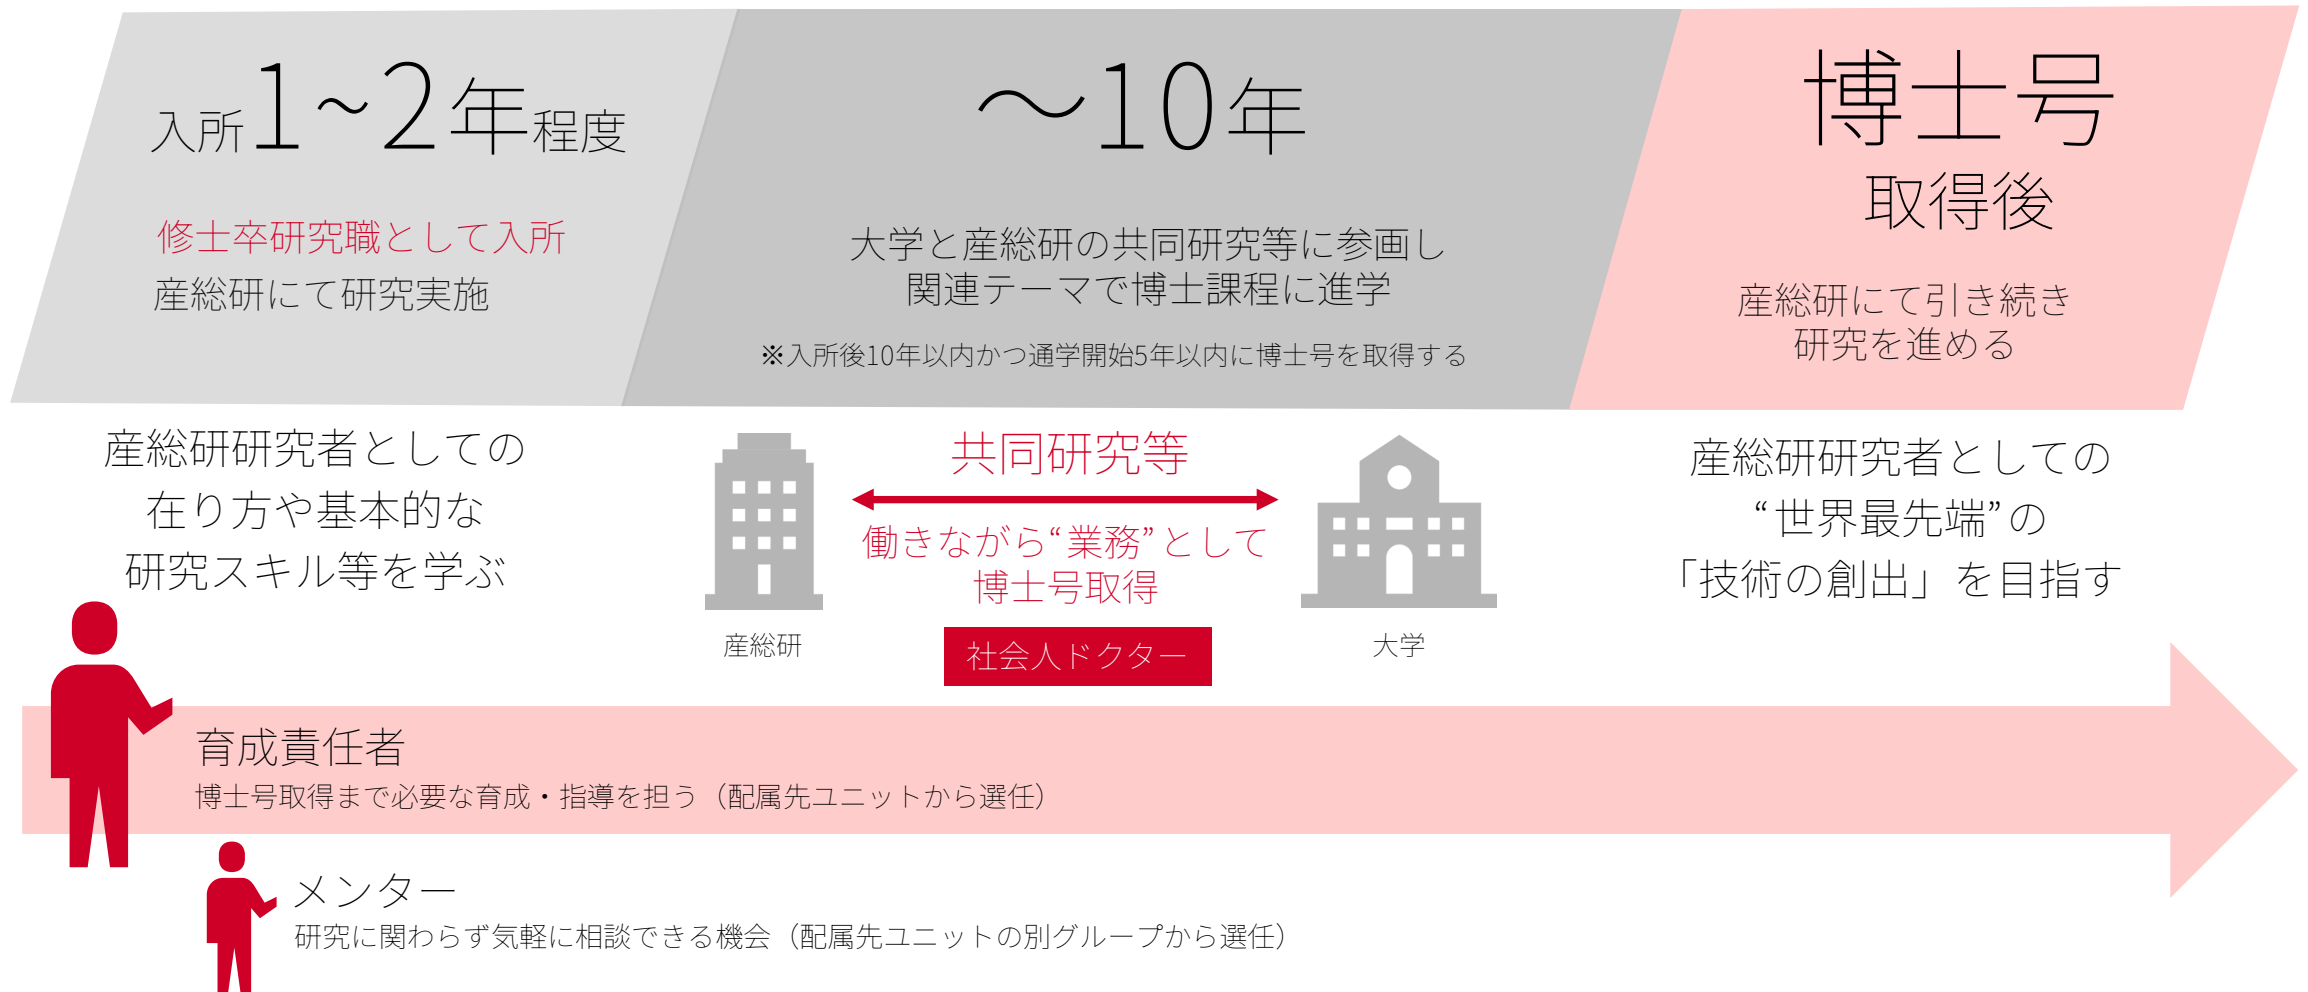 入所1~2年程度
修士卒研究職として入所
産総研にて研究実施
～10年
大学と産総研の共同研究等に参画し
関連テーマで博士課程に進学
※入所後10年以内かつ通学開始5年以内に博士号を取得する
博士号
取得後
産総研にて引き続き
研究を進める
産総研研究者としての
在り方や基本的な
研究スキル等を学ぶ
共同研究等
働きながら“業務”として
博士号取得
社会人ドクター
産総研
大学
産総研研究者としての
“世界最先端”の
「技術の創出」を目指す
育成責任者
博士号取得まで必要な育成・指導を担う（配属先ユニットから選任）
メンター
研究に関わらず気軽に相談できる機会（配属先ユニットの別グループから選任）